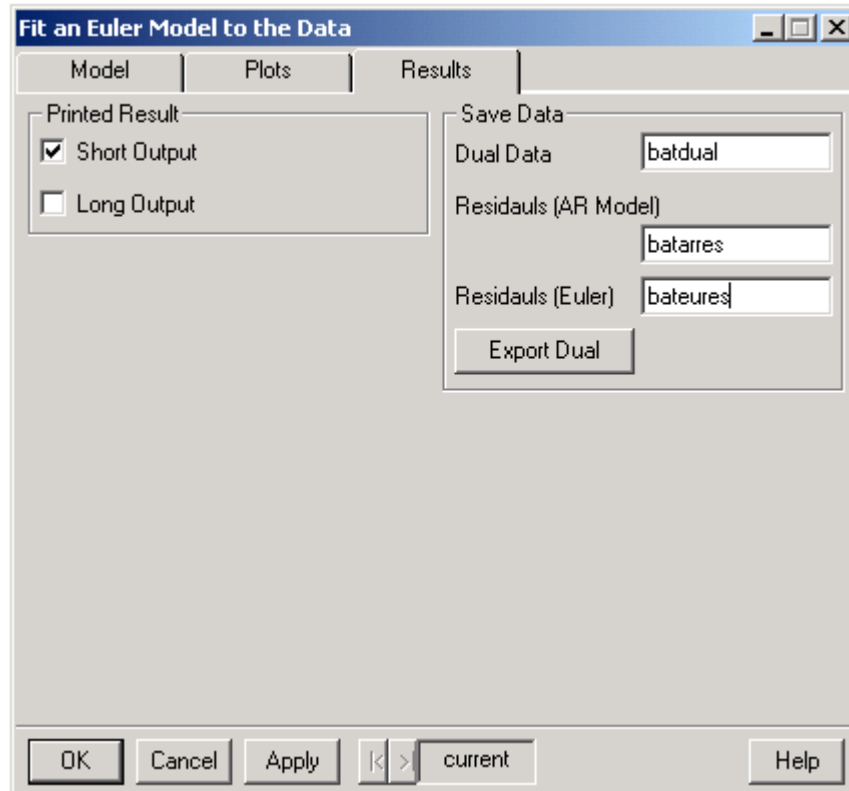 Fit an Euler Model to the Data
Model Plots Results
Printed Result
Short Output
Long Output
Save Data
Dual Data batdual
Residauls (AR Model)
batarres
Residauls (Euler) bateures
Export Dual
OK Cancel Apply |< >| current Help